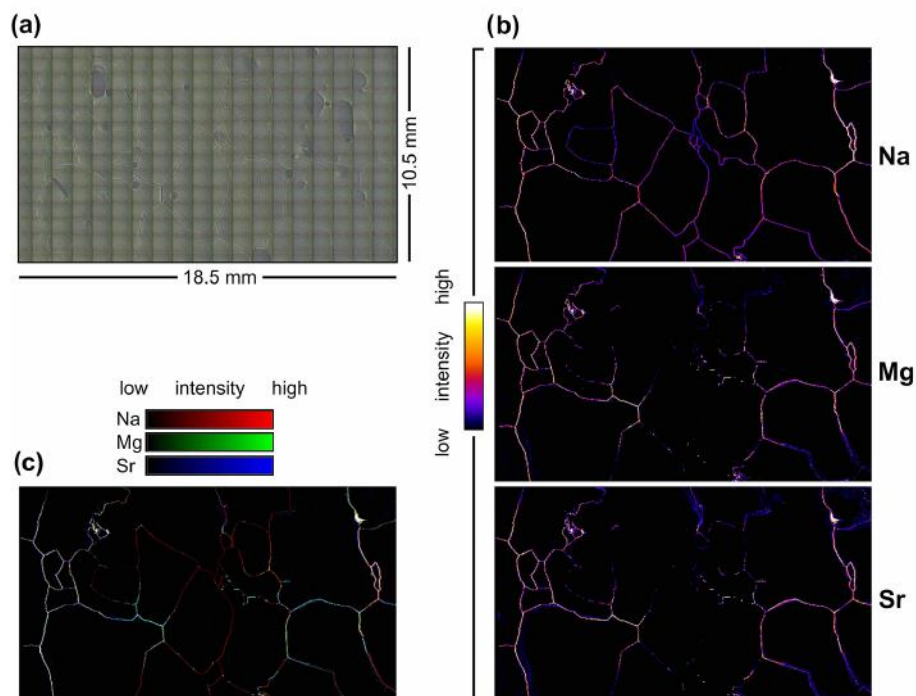 (a)
(b)
10.5 mm
18.5 mm
Na
high
intensity
low
Mg
low intensity high
Na
Mg
Sr
(c)
Sr